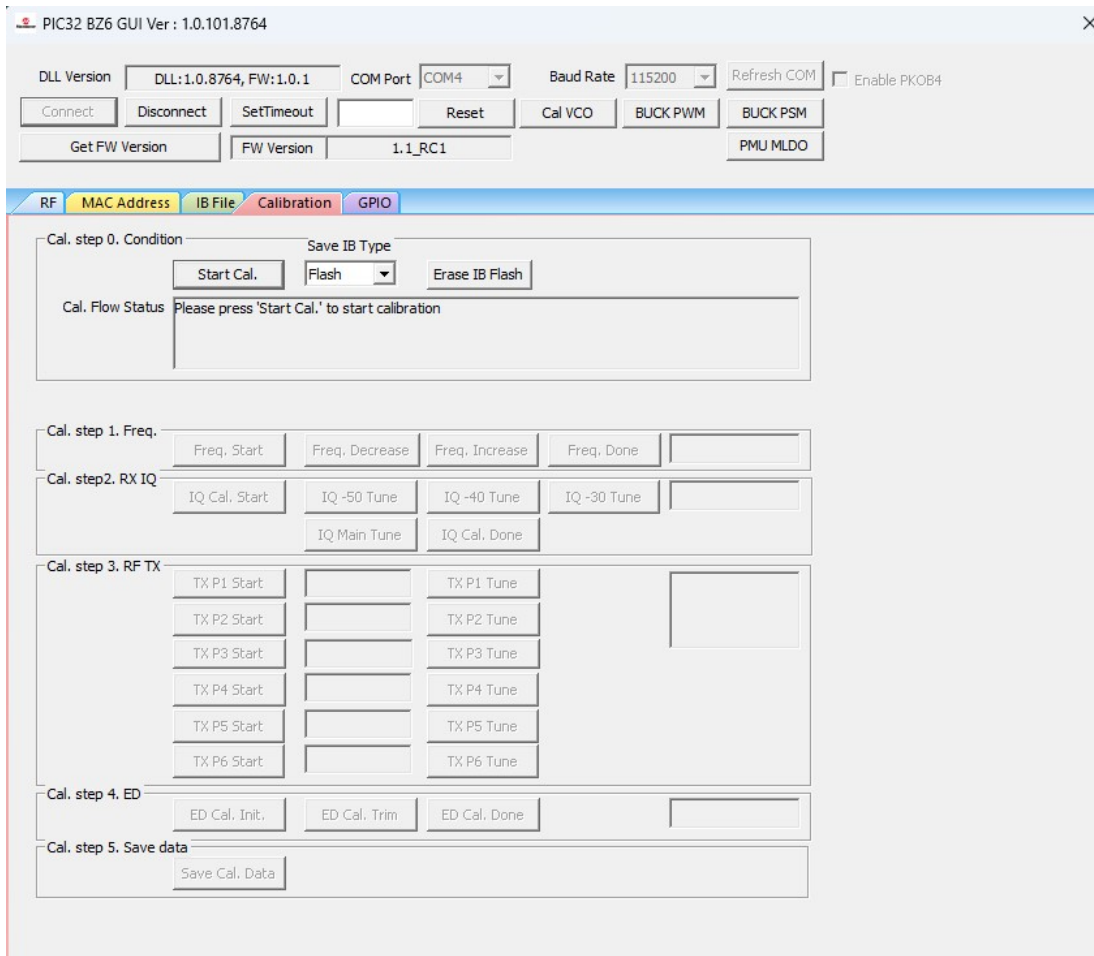 PIC32 BZ6 GUI Ver : 1.0.101.8764
DLL Version DLL:1.0.8764, FW:1.0.1 COM Port COM4 Baud Rate 115200 Refresh COM Enable PKOB4
Connect Disconnect SetTimeout Reset Cal VCO BUCK PWM BUCK PSM
Get FW Version FW Version 1.1_RC1 PMU MLDO
RF MAC Address IB File Calibration GPIO
Cal. step 0. Condition
Save IB Type
Start Cal. Flash Erase IB Flash
Cal. Flow Status Please press 'Start Cal.' to start calibration
Cal. step 1. Freq.
Freq. Start Freq. Decrease Freq. Increase Freq. Done
Cal. step2. RX IQ
IQ Cal. Start IQ -50 Tune IQ -40 Tune IQ -30 Tune
IQ Main Tune IQ Cal. Done
Cal. step 3. RF TX
TX P1 Start TX P1 Tune
TX P2 Start TX P2 Tune
TX P3 Start TX P3 Tune
TX P4 Start TX P4 Tune
TX P5 Start TX P5 Tune
TX P6 Start TX P6 Tune
Cal. step 4. ED
ED Cal. Init. ED Cal. Trim ED Cal. Done
Cal. step 5. Save data
Save Cal. Data